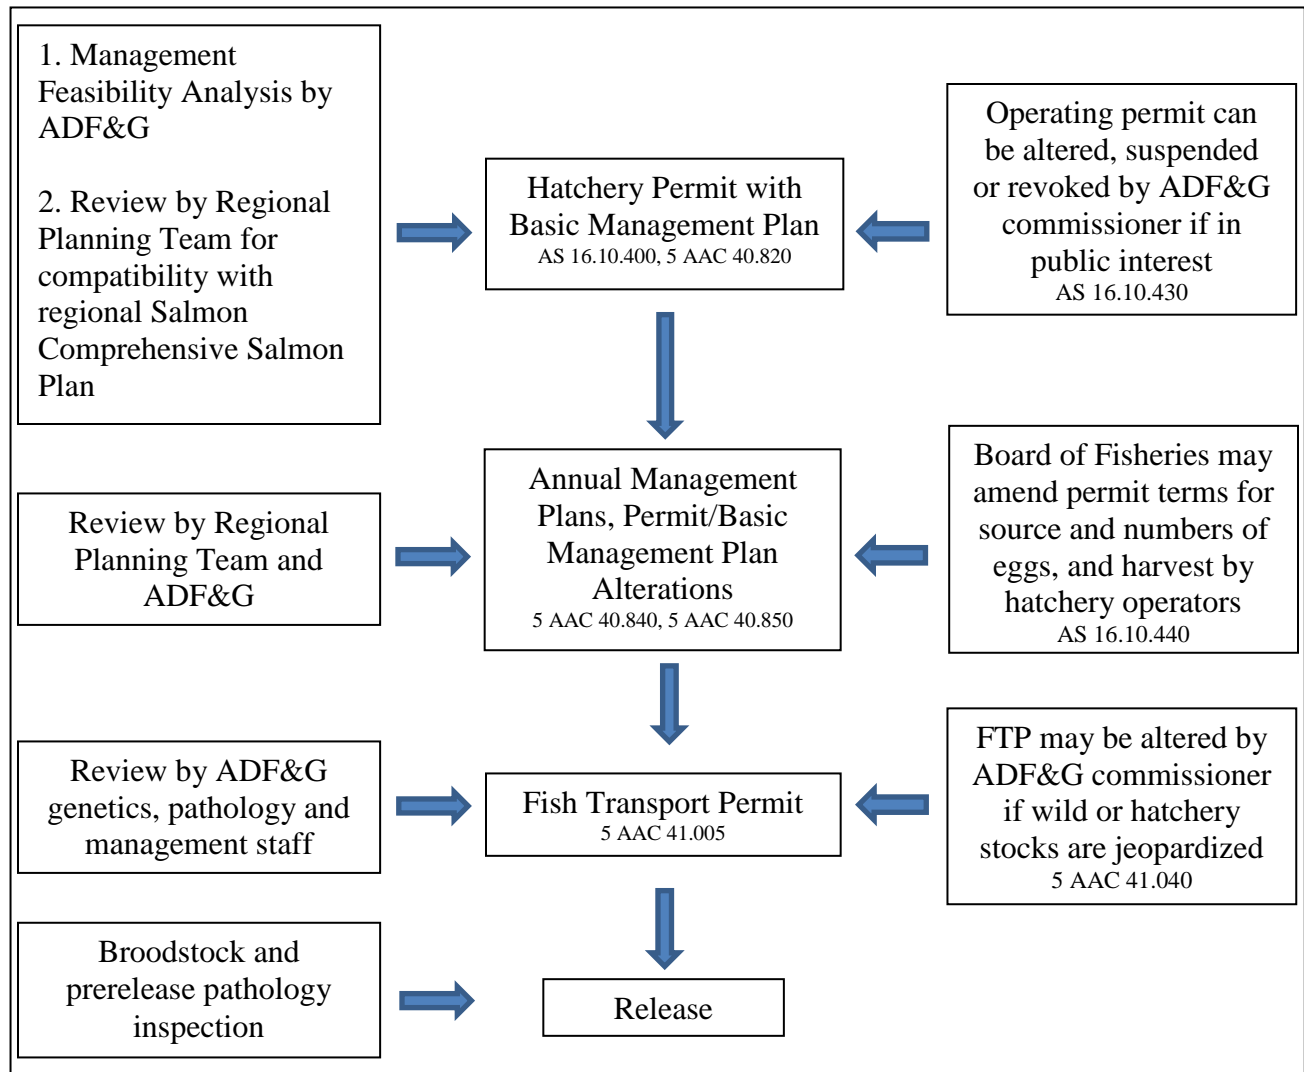 1. Management
Feasibility Analysis by
ADF&G
2. Review by Regional
Planning Team for
compatibility with
regional Salmon
Comprehensive Salmon
Plan
Hatchery Permit with
Basic Management Plan
AS 16.10.400, 5 AAC 40.820
Operating permit can
be altered, suspended
or revoked by ADF&G
commissioner if in
public interest
AS 16.10.430
Review by Regional
Planning Team and
ADF&G
Annual Management
Plans, Permit/Basic
Management Plan
Alterations
5 AAC 40.840, 5 AAC 40.850
Board of Fisheries may
amend permit terms for
source and numbers of
eggs, and harvest by
hatchery operators
AS 16.10.440
Review by ADF&G
genetics, pathology and
management staff
Fish Transport Permit
5 AAC 41.005
FTP may be altered by
ADF&G commissioner
if wild or hatchery
stocks are jeopardized
5 AAC 41.040
Broodstock and
prerelease pathology
inspection
Release